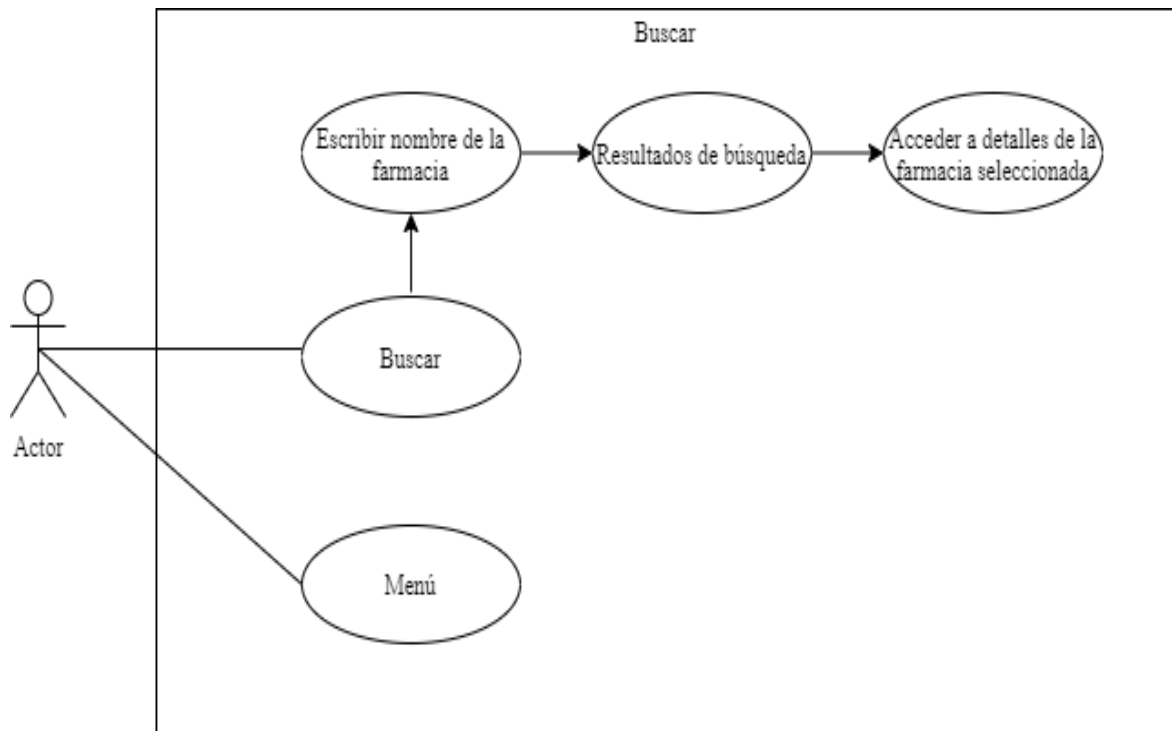 Buscar
Escribir nombre de la
farmacia
Resultados de búsqueda
Acceder a detalles de la
farmacia seleccionada
Buscar
Actor
Menú